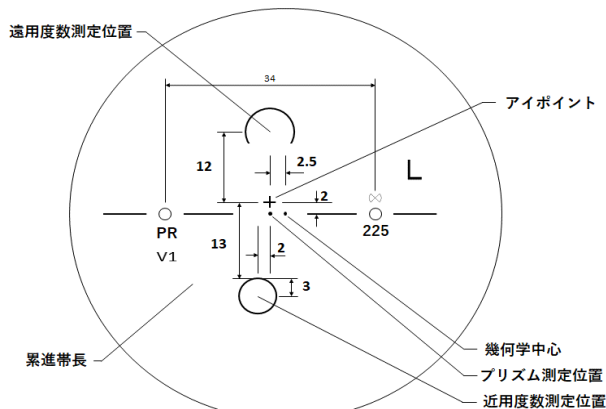 遠用度数測定位置
34
アイポイント
12
2.5
L
2
PR
225
V1
13
2
3
幾何学中心
累進帯長
プリズム測定位置
近用度数測定位置